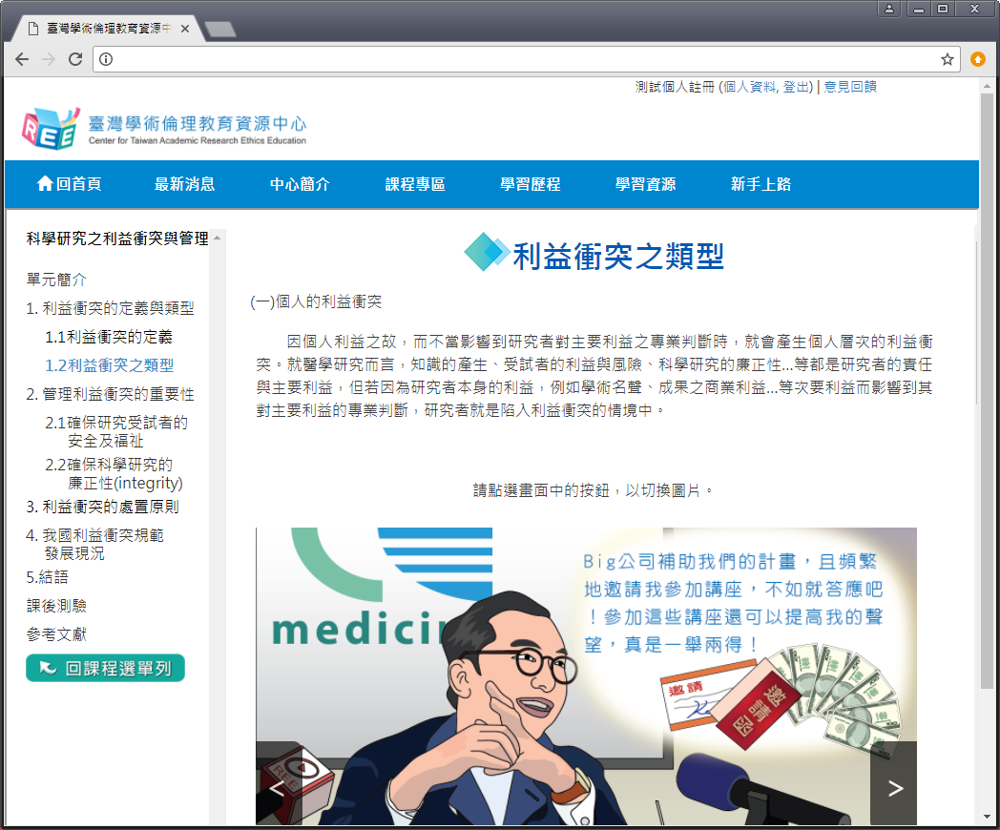 臺灣學術倫理教育資源中
測試個人註冊 (個人資料, 登出) | 意見回饋
REE 臺灣學術倫理教育資源中心
Center for Taiwan Academic Research Ethics Education
回首頁 最新消息 中心簡介 課程專區 學習歷程 學習資源 新手上路
科學研究之利益衝突與管理
單元簡介
1. 利益衝突的定義與類型
1.1利益衝突的定義
1.2利益衝突之類型
2. 管理利益衝突的重要性
2.1確保研究受試者的
安全及福祉
2.2確保科學研究的
廉正性(integrity)
3. 利益衝突的處置原則
4. 我國利益衝突規範
發展現況
5.結語
課後測驗
參考文獻
回課程選單列
利益衝突之類型
(一)個人的利益衝突
因個人利益之故，而不當影響到研究者對主要利益之專業判斷時，就會產生個人層次的利益衝
突。就醫學研究而言，知識的產生、受試者的利益與風險、科學研究的廉正性...等都是研究者的責任
與主要利益，但若因為研究者本身的利益，例如學術名聲、成果之商業利益...等次要利益而影響到其
對主要利益的專業判斷，研究者就是陷入利益衝突的情境中。
請點選畫面中的按鈕，以切換圖片。
medicin
Big公司補助我們的計畫，且頻繁
地邀請我參加講座，不如就答應吧
！參加這些講座還可以提高我的聲
望，真是一舉兩得！
邀請
邀請函
100
REE
<
>